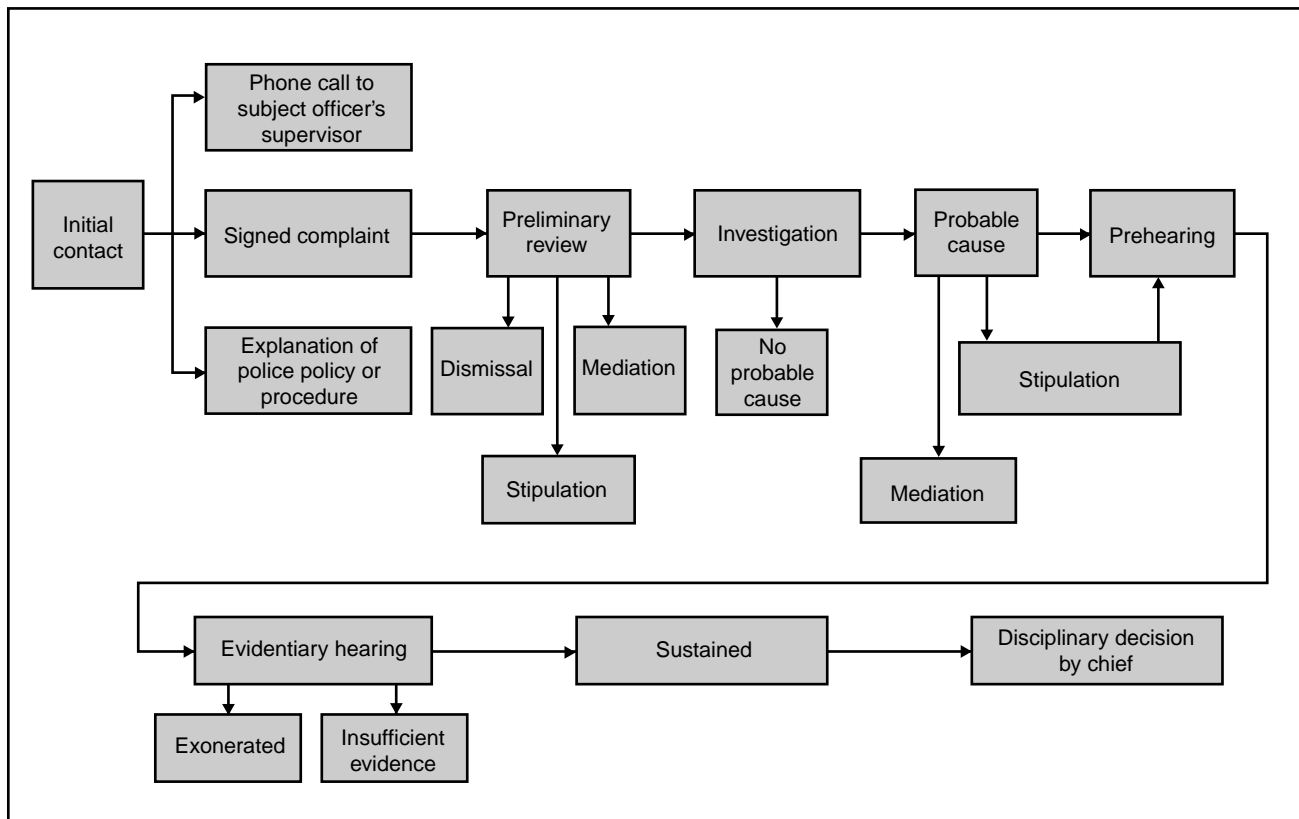 Phone call to
subject officer’s
supervisor
Initial
contact
Signed complaint
Preliminary
review
Investigation
Probable
cause
Prehearing
Explanation of
police policy or
procedure
Dismissal
Mediation
No
probable
cause
Stipulation
Stipulation
Mediation
Evidentiary hearing
Sustained
Disciplinary decision
by chief
Exonerated
Insufficient
evidence